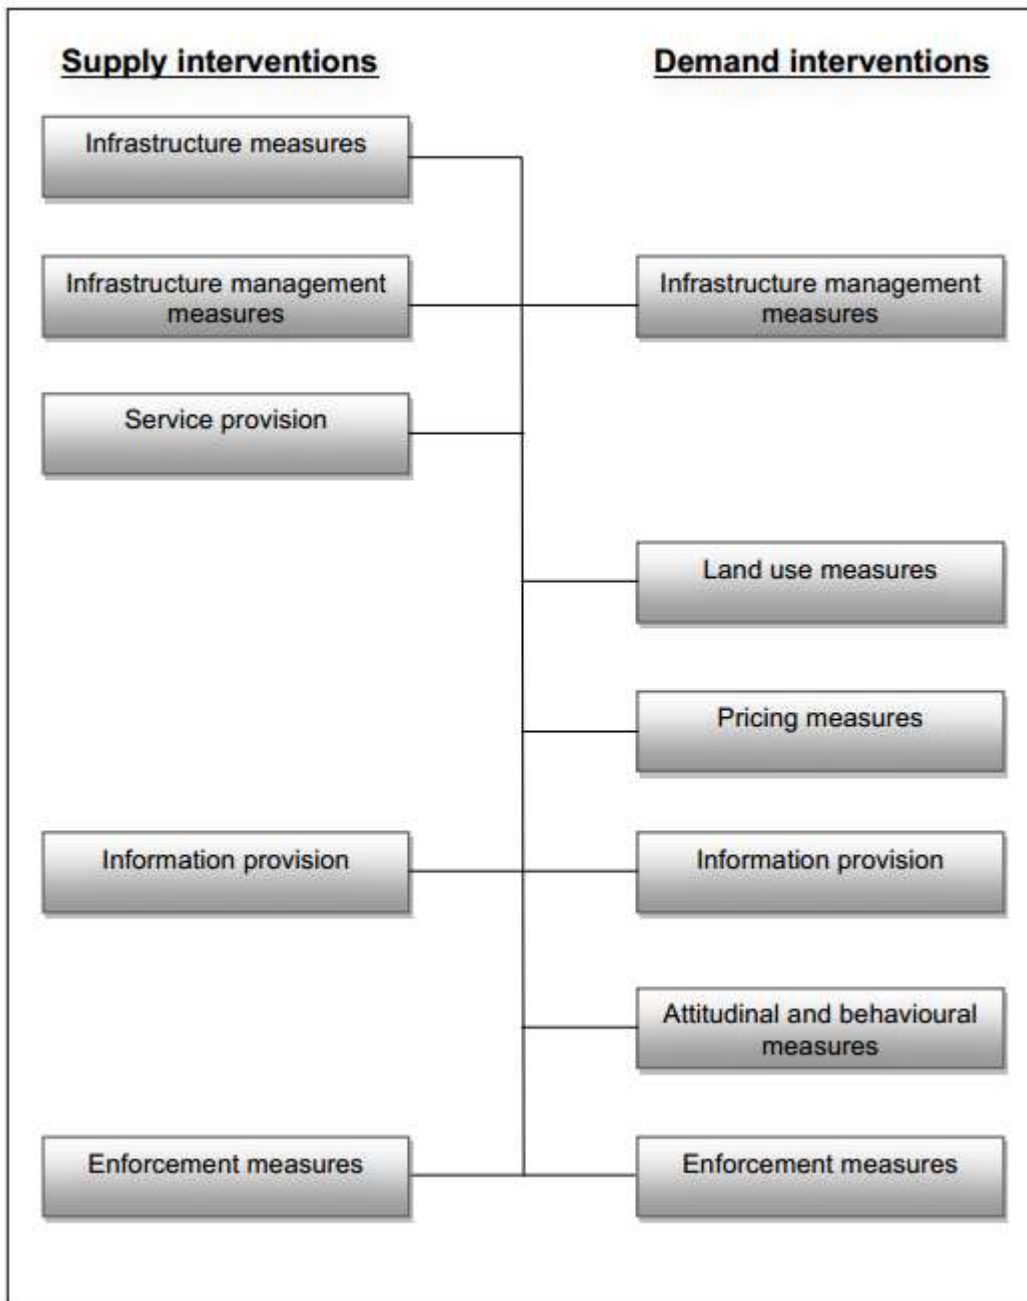 Supply interventions
Demand interventions
Infrastructure measures
Infrastructure management
measures
Infrastructure management
measures
Service provision
Land use measures
Pricing measures
Information provision
Information provision
Attitudinal and behavioural
measures
Enforcement measures
Enforcement measures